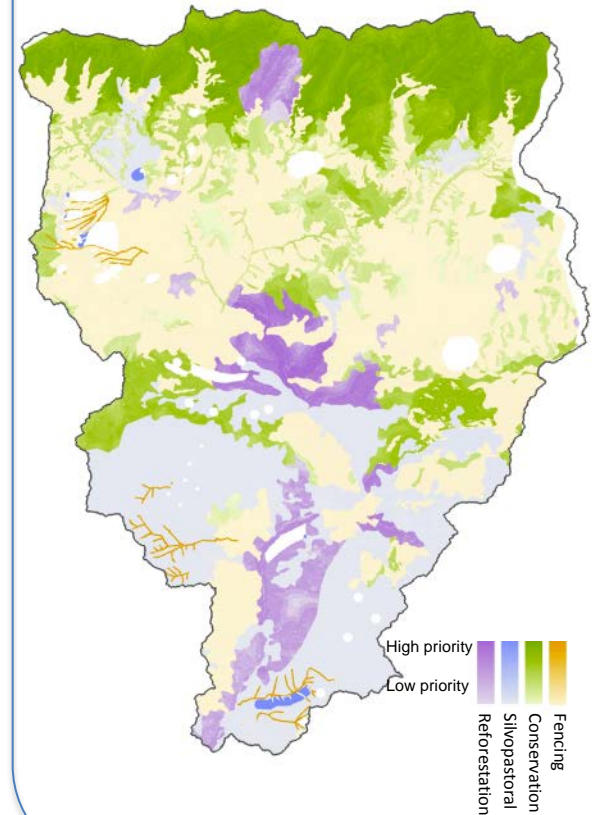 High priority
Low priority
Reforestation
Silvopastoral
Conservation
Fencing